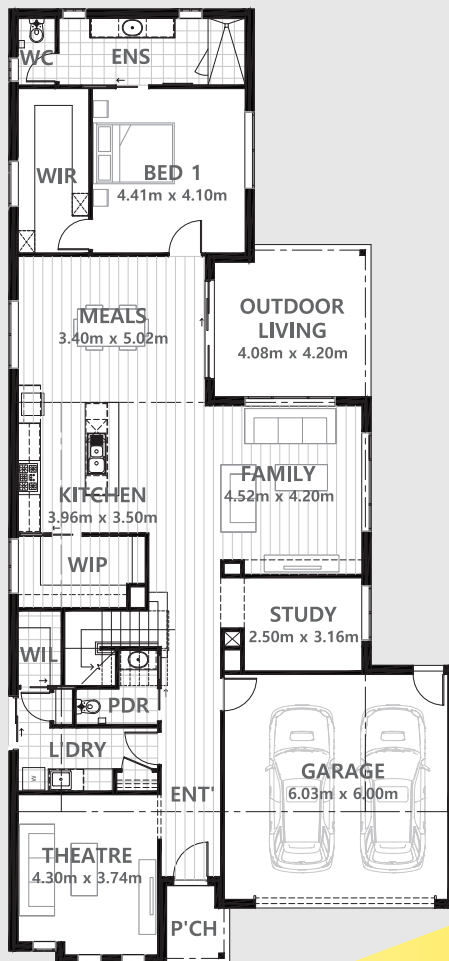 WC
ENS
WIR
BED 1
4.41m x 4.10m
MEALS
3.40m x 5.02m
OUTDOOR
LIVING
4.08m x 4.20m
FAMILY
4.52m x 4.20m
KITCHEN
3.96m x 3.50m
WIP
STUDY
2.50m x 3.16m
WIL
PDR
L'DRY
W
GARAGE
6.03m x 6.00m
ENT'
THEATRE
4.30m x 3.74m
P'CH